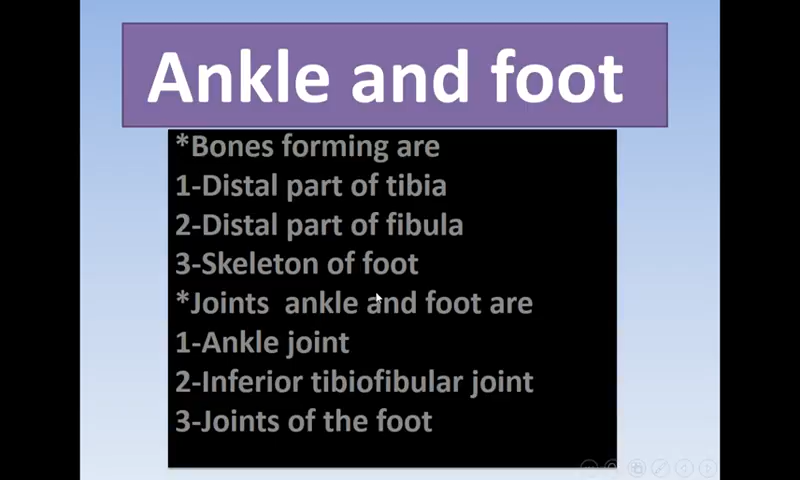 Ankle and foot
*Bones forming are
1-Distal part of tibia
2-Distal part of fibula
3-Skeleton of foot
*Joints  ankle and foot are
1-Ankle joint
2-Inferior tibiofibular joint
3-Joints of the foot